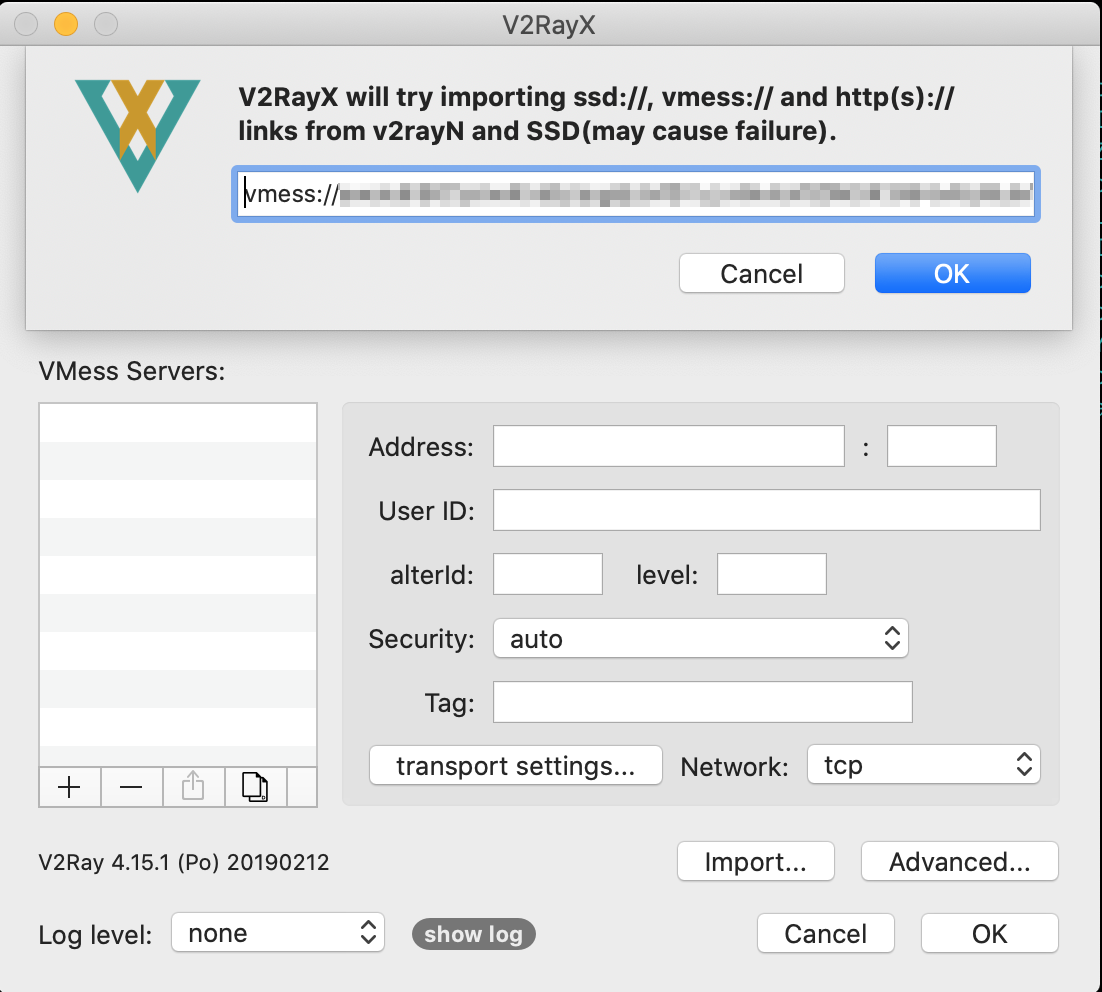 V2RayX
V2RayX will try importing ssd://, vmess:// and http(s)://
links from v2rayN and SSD(may cause failure).
vmess://
Cancel
OK
VMess Servers:
Address:
:
User ID:
alterId:
level:
Security:
auto
Tag:
transport settings...
Network:
tcp
V2Ray 4.15.1 (Po) 20190212
Import...
Advanced...
Log level:
none
show log
Cancel
OK